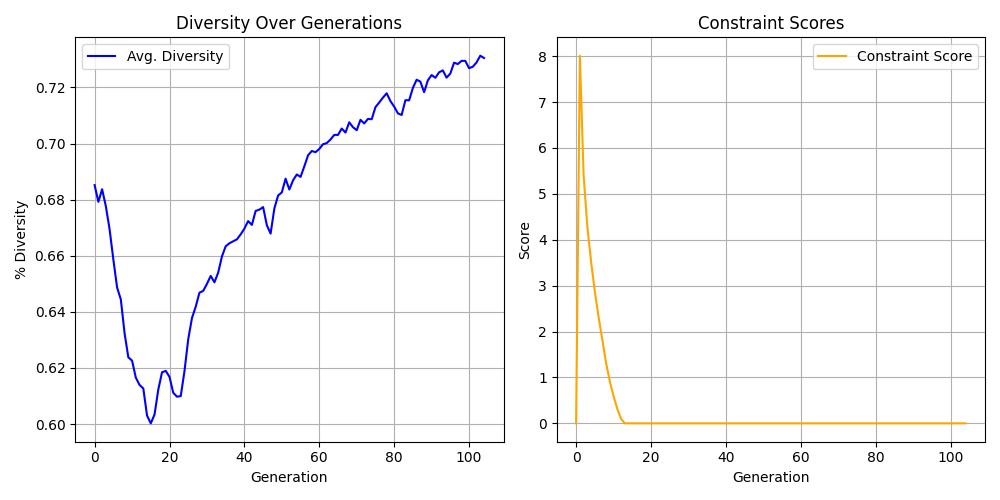 Diversity Over Generations
Avg. Diversity
% Diversity
0.72
0.70
0.68
0.66
0.64
0.62
0.60
0 20 40 60 80 100
Generation
Constraint Scores
Constraint Score
Score
8
7
6
5
4
3
2
1
0
0 20 40 60 80 100
Generation